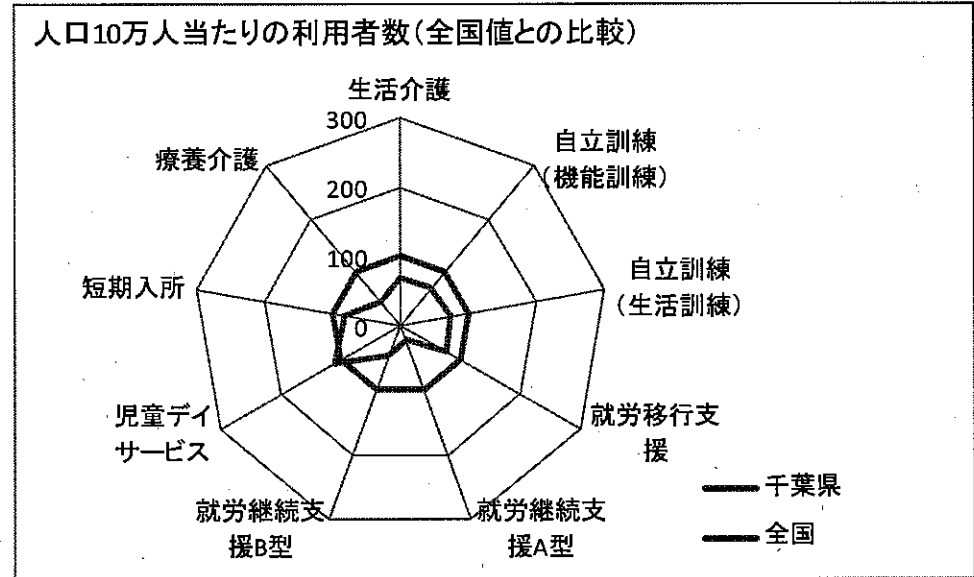 人口10万人当たりの利用者数(全国値との比較)
生活介護
300
自立訓練
(機能訓練)
療養介護
200
100
自立訓練
(生活訓練)
短期入所
0
児童デイ
サービス
就労移行支
援
千葉県
就労継続支
援B型
就労継続支
援A型
全国